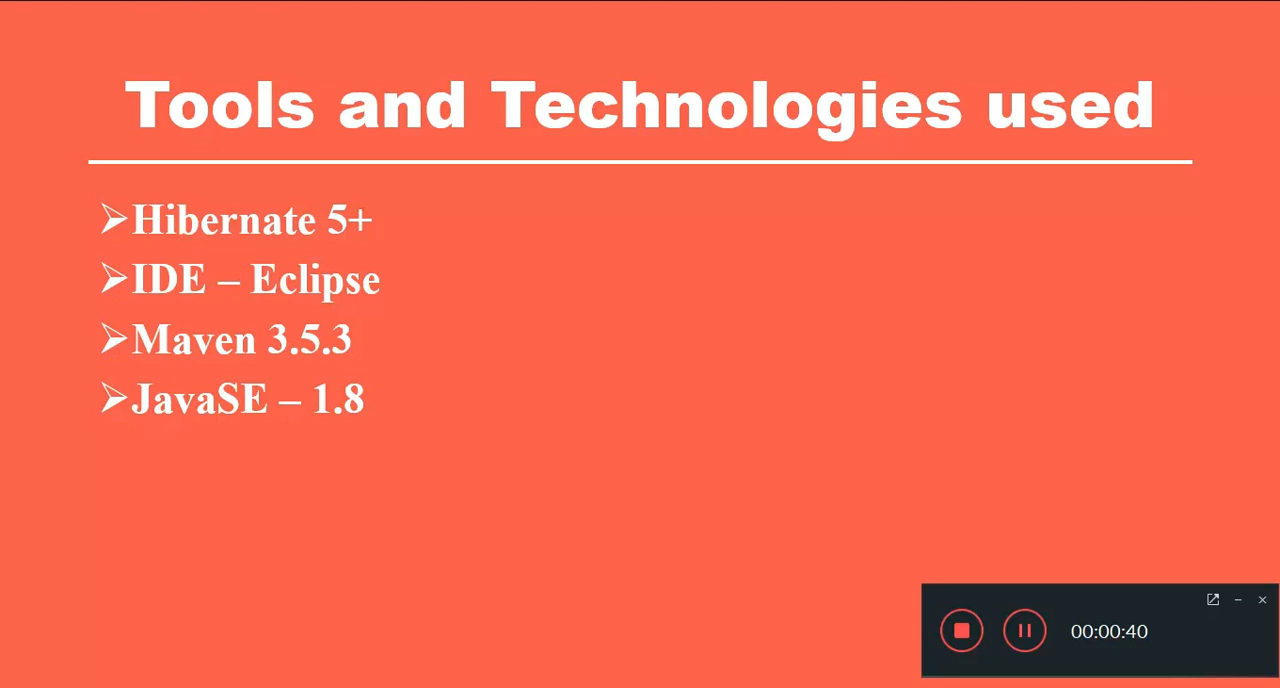 Tools and Technologies used
➢Hibernate 5+
➢IDE – Eclipse
➢Maven 3.5.3
➢JavaSE – 1.8
00:00:40